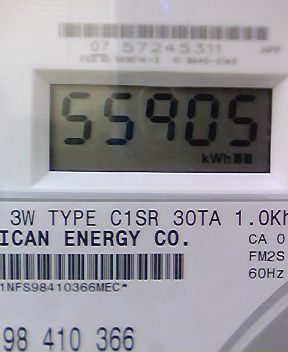 07 57245311
55905
kWh
3W TYPE C1SR 30TA 1.0Kh
ICAN ENERGY CO.
CA 0
FM2S
60Hz
1NFS98410366MEC*
98 410 366